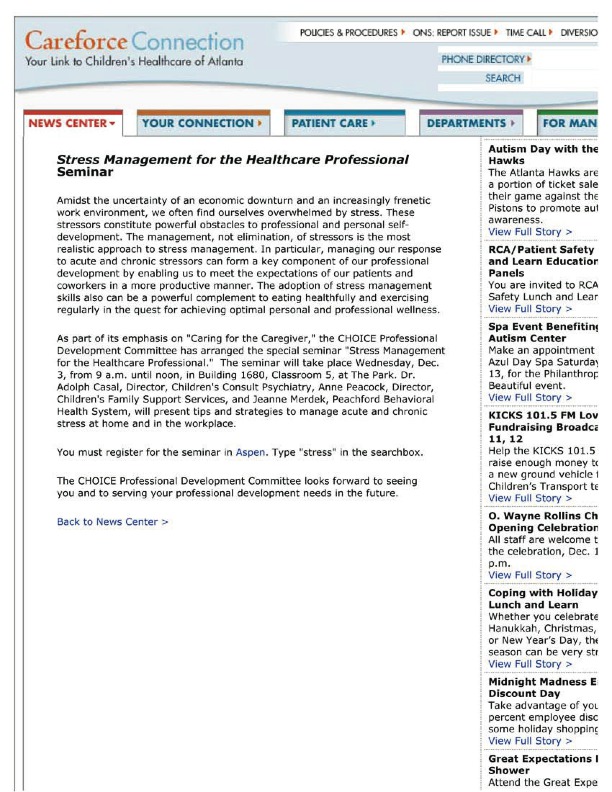 POLICIES & PROCEDURES ONS: REPORT ISSUE TIME CALL
Careforce Connection
Your Link to Children's Healthcare of Atlanta
PHONE DIRECTORY
SEARCH
NEWS CENTER YOUR CONNECTION PATIENT CARE DEPARTMENTS FOR
Stress Management for the Healthcare Professional
Seminar
Amidst the uncertainty of an economic downturn and an increasingly frenetic
work environment, we often find ourselves overwhelmed by stress. These
stressors constitute powerful obstacles to professional and personal self-
development. The management, not elimination, of stressors is the most
realistic approach to stress management. In particular, managing our response
to acute and chronic stressors can form a key component of our professional
development by enabling us to meet the expectations of our patients and
coworkers in a more productive manner. The adoption of stress management
skills also can be a powerful complement to eating healthfully and exercising
regularly in the quest for achieving optimal personal and professional wellness.
As part of its emphasis on "Caring for the Caregiver," the CHOICE Professional
Development Committee has arranged the special seminar "Stress Management
for the Healthcare Professional." The seminar will take place Wednesday, Dec.
3, from 9 a.m. until noon, in Building 1680, Classroom 5, at The Park. Dr.
Adolph Casal, Director, Children's Consult Psychiatry, Anne Peacock, Director,
Children's Family Support Services, and Jeanne Merdek, Peachford Behavioral
Health System, will present tips and strategies to manage acute and chronic
stress at home and in the workplace.
You must register for the seminar in Aspen. Type "stress" in the searchbox.
The CHOICE Professional Development Committee looks forward to seeing
you and to serving your professional development needs in the future.
Back to News Center >
Autism Day with the
Hawks
The Atlanta Hawks are
a portion of ticket sale
their game against the
Pistons to promote aut
awareness.
View Full Story >
RCA/Patient Safety
and Learn Education
Panels
You are invited to RCA
Safety Lunch and Lear
View Full Story >
Spa Event Benefiting
Autism Center
Make an appointment
Azul Day Spa Saturday
13, for the Philanthrop
Beautiful event.
View Full Story >
KICKS 101.5 FM Lov
Fundraising Broadca
11, 12
Help the KICKS 101.5
raise enough money to
a new ground vehicle f
Children's Transport te
View Full Story >
O. Wayne Rollins Ch
Opening Celebration
All staff are welcome t
the celebration, Dec. 1
p.m.
View Full Story >
Coping with Holiday
Lunch and Learn
Whether you celebrate
Hanukkah, Christmas,
or New Year's Day, the
season can be very str
View Full Story >
Midnight Madness E
Discount Day
Take advantage of you
percent employee disc
some holiday shopping
View Full Story >
Great Expectations
Shower
Attend the Great Expe